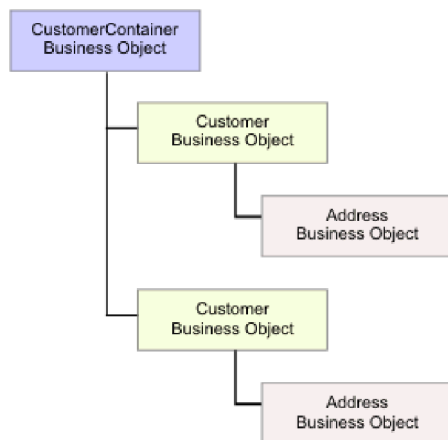 CustomerContainer
Business Object
Customer
Business Object
Address
Business Object
Customer
Business Object
Address
Business Object